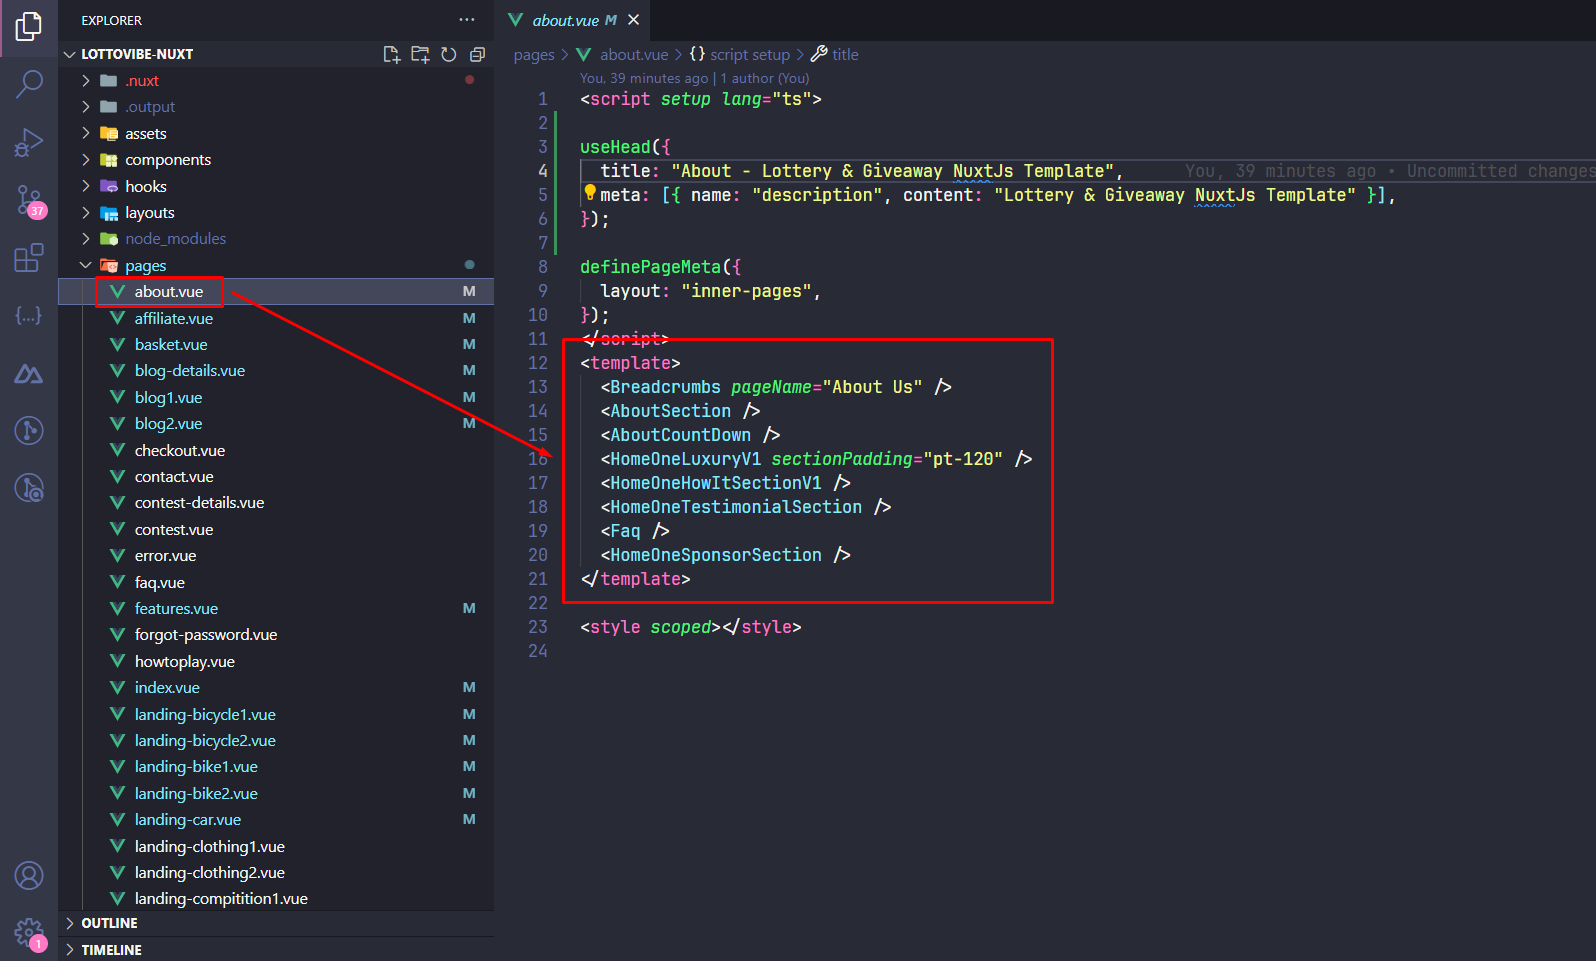 EXPLORER
LOTTOVIBE-NUXT
.nuxt
.output
assets
components
hooks
layouts
node_modules
pages
about.vue M
affiliate.vue M
basket.vue M
blog-details.vue M
blog1.vue M
blog2.vue M
checkout.vue
contact.vue
contest-details.vue
contest.vue
error.vue
faq.vue
features.vue M
forgot-password.vue
howtoplay.vue
index.vue M
landing-bicycle1.vue M
landing-bicycle2.vue M
landing-bike1.vue M
landing-bike2.vue M
landing-car.vue M
landing-clothing1.vue
landing-clothing2.vue
landing-compitition1.vue
OUTLINE
TIMELINE
37
1
about.vue M
pages > about.vue > {} script setup > title
You, 39 minutes ago | 1 author (You)
1 <script setup lang="ts">
2
3 useHead({
4 title: "About - Lottery & Giveaway NuxtJs Template", You, 39 minutes ago • Uncommitted changes
5 meta: [{ name: "description", content: "Lottery & Giveaway NuxtJs Template" }],
6 });
7
8 definePageMeta({
9 layout: "inner-pages",
10 });
11 </script>
12 <template>
13 <Breadcrumbs pageName="About Us" />
14 <AboutSection />
15 <AboutCountDown />
16 <HomeOneLuxuryV1 sectionPadding="pt-120" />
17 <HomeOneHowItSectionV1 />
18 <HomeOneTestimonialSection />
19 <Faq />
20 <HomeOneSponsorSection />
21 </template>
22
23 <style scoped></style>
24